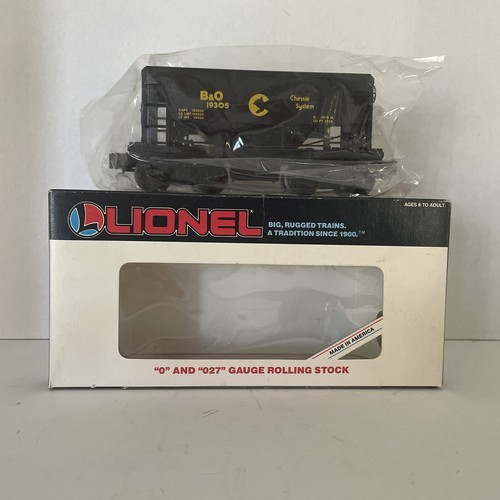 B&O
19305
Chessie
System
LIONEL
BIG, RUGGED TRAINS.
A TRADITION SINCE 1900.™
AGES 8 TO ADULT
MADE IN AMERICA
"O" AND "027" GAUGE ROLLING STOCK